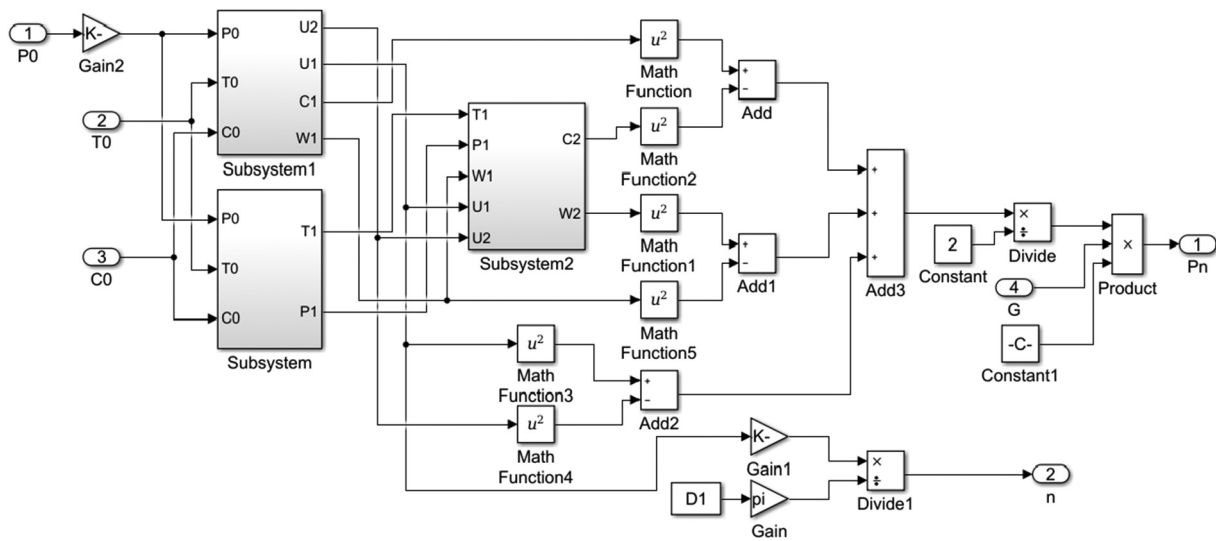 1
P0
K-
Gain2
2
T0
3
C0
P0
T0
C0
U2
U1
C1
W1
Subsystem1
P0
T0
C0
T1
P1
Subsystem
T1
P1
W1
U1
U2
C2
W2
Subsystem2
u²
Math
Function
u²
Math
Function2
u²
Math
Function1
u²
Math
Function5
u²
Math
Function3
u²
Math
Function4
+
−
Add
+
−
Add1
+
−
Add2
+
+
+
Add3
2
Constant
×
÷
Divide
4
G
-C-
Constant1
×
Product
1
Pn
K-
Gain1
D1
pi
Gain
×
÷
Divide1
2
n